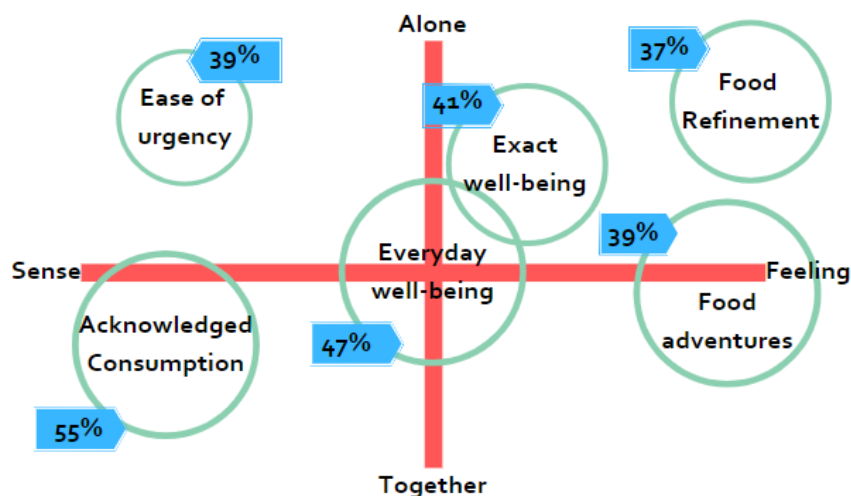 Alone
39%
Ease of
urgency
41%
Exact
well-being
37%
Food
Refinement
Sense
Everyday
well-being
47%
39%
Feeling
Food
adventures
Acknowledged
Consumption
55%
Together